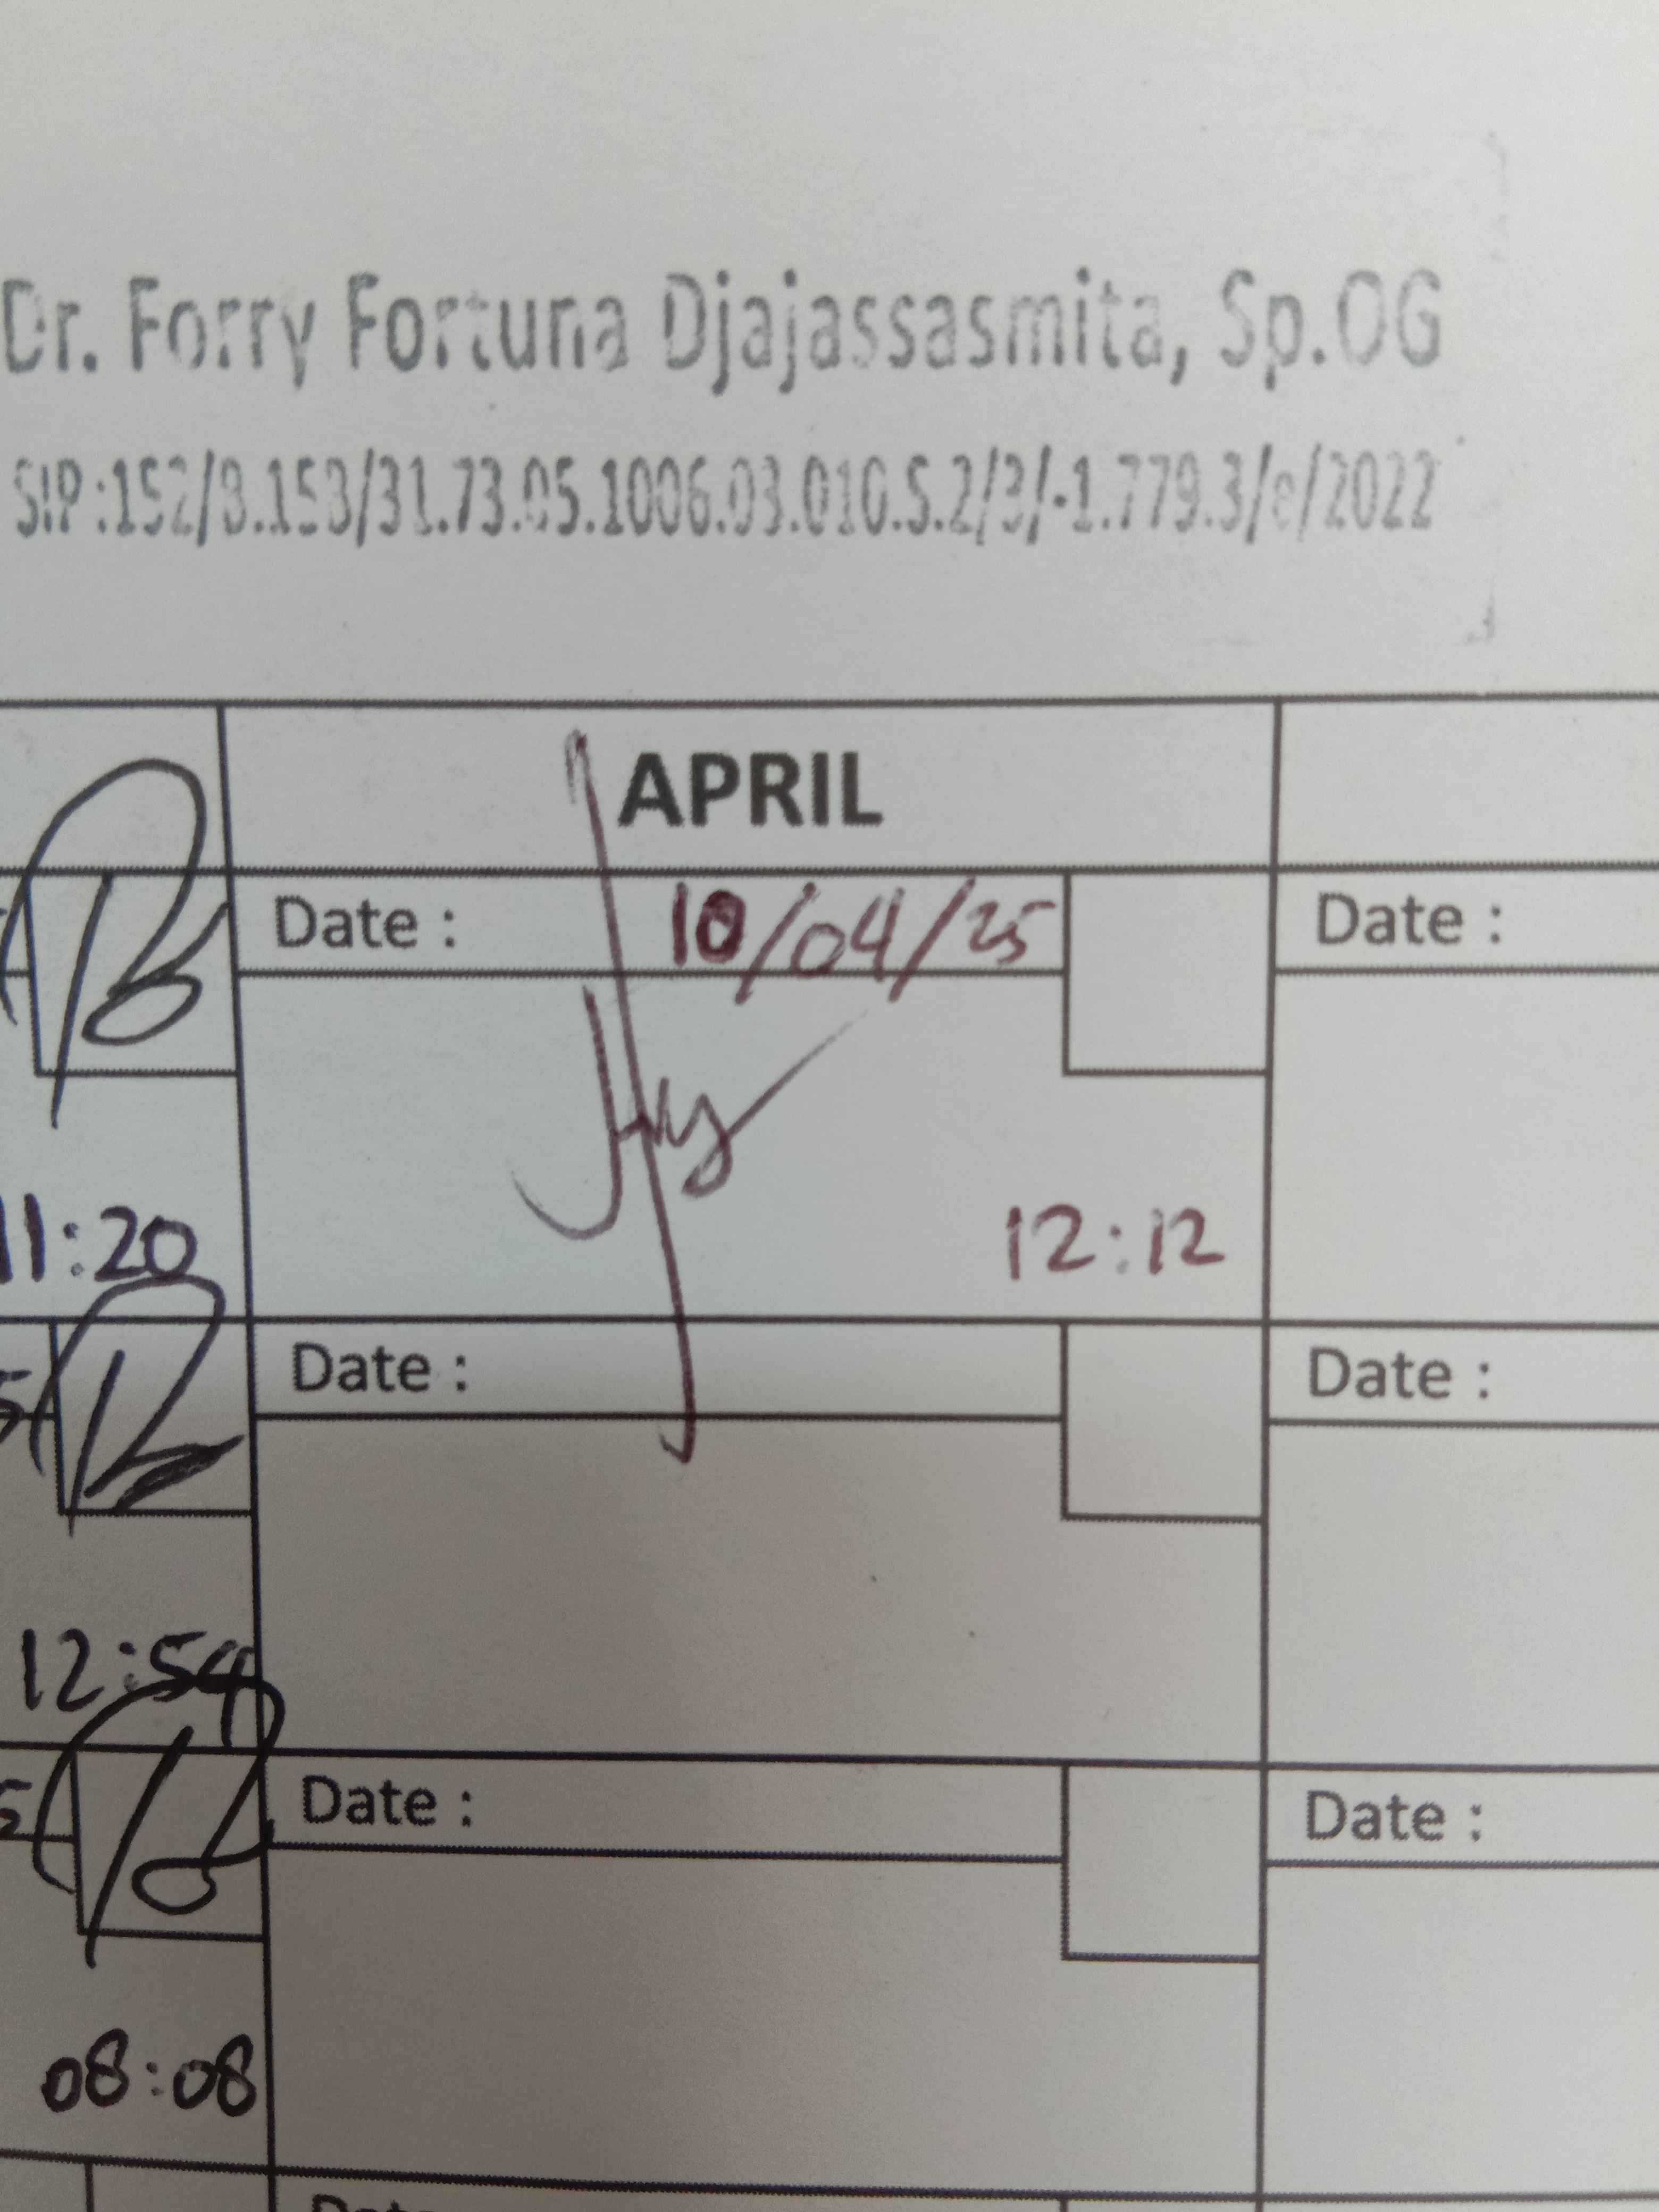 Dr. Forry Fortuna Djajassasmita, Sp.OG
SIP:152/8.153/31.73.05.1006.03.010.S.2/3/-1.779.3/e/2022
APRIL
Date : 10/04/25
Date :
11:20
12:12
Date :
Date :
12:54
Date :
Date :
08:08